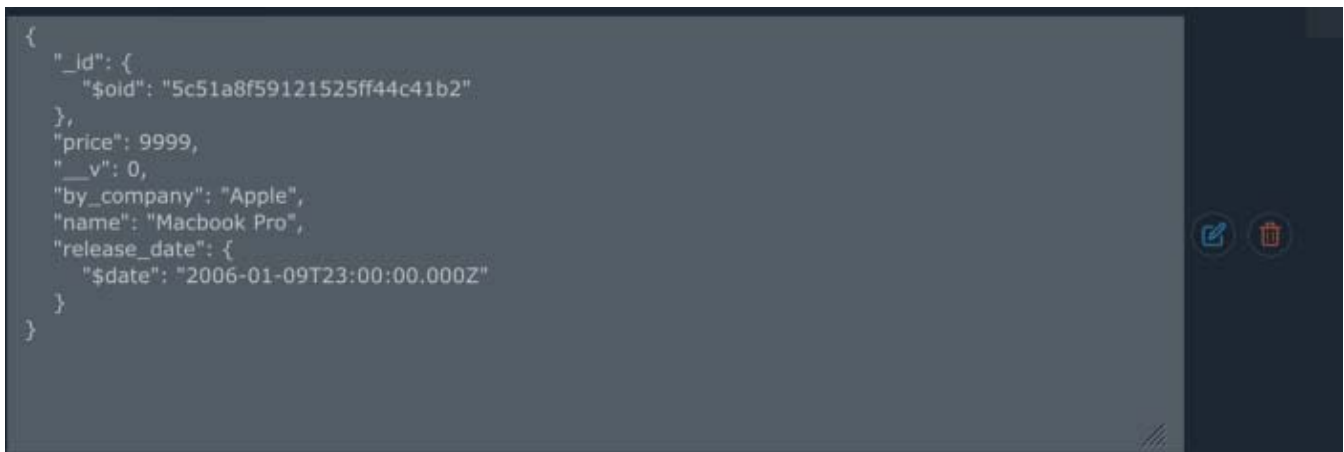 {
"_id": {
"$oid": "5c51a8f59121525ff44c41b2"
},
"price": 9999,
"__v": 0,
"by_company": "Apple",
"name": "Macbook Pro",
"release_date": {
"$date": "2006-01-09T23:00:00.000Z"
}
}